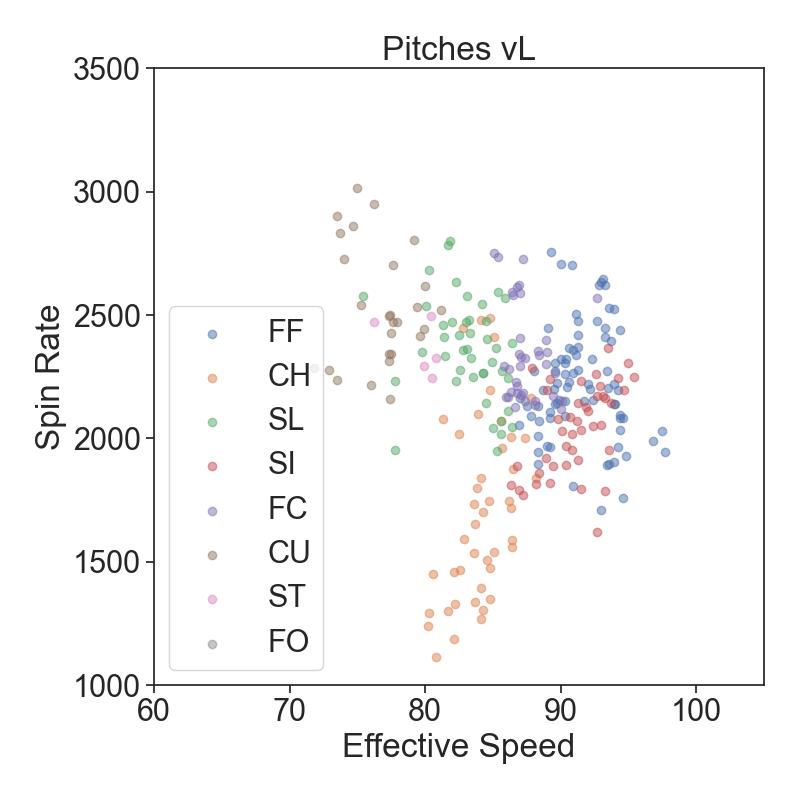 Pitches vL
3500
3000
2500
2000
1500
1000
Spin Rate
FF
CH
SL
SI
FC
CU
ST
FO
60
70
80
90
100
Effective Speed